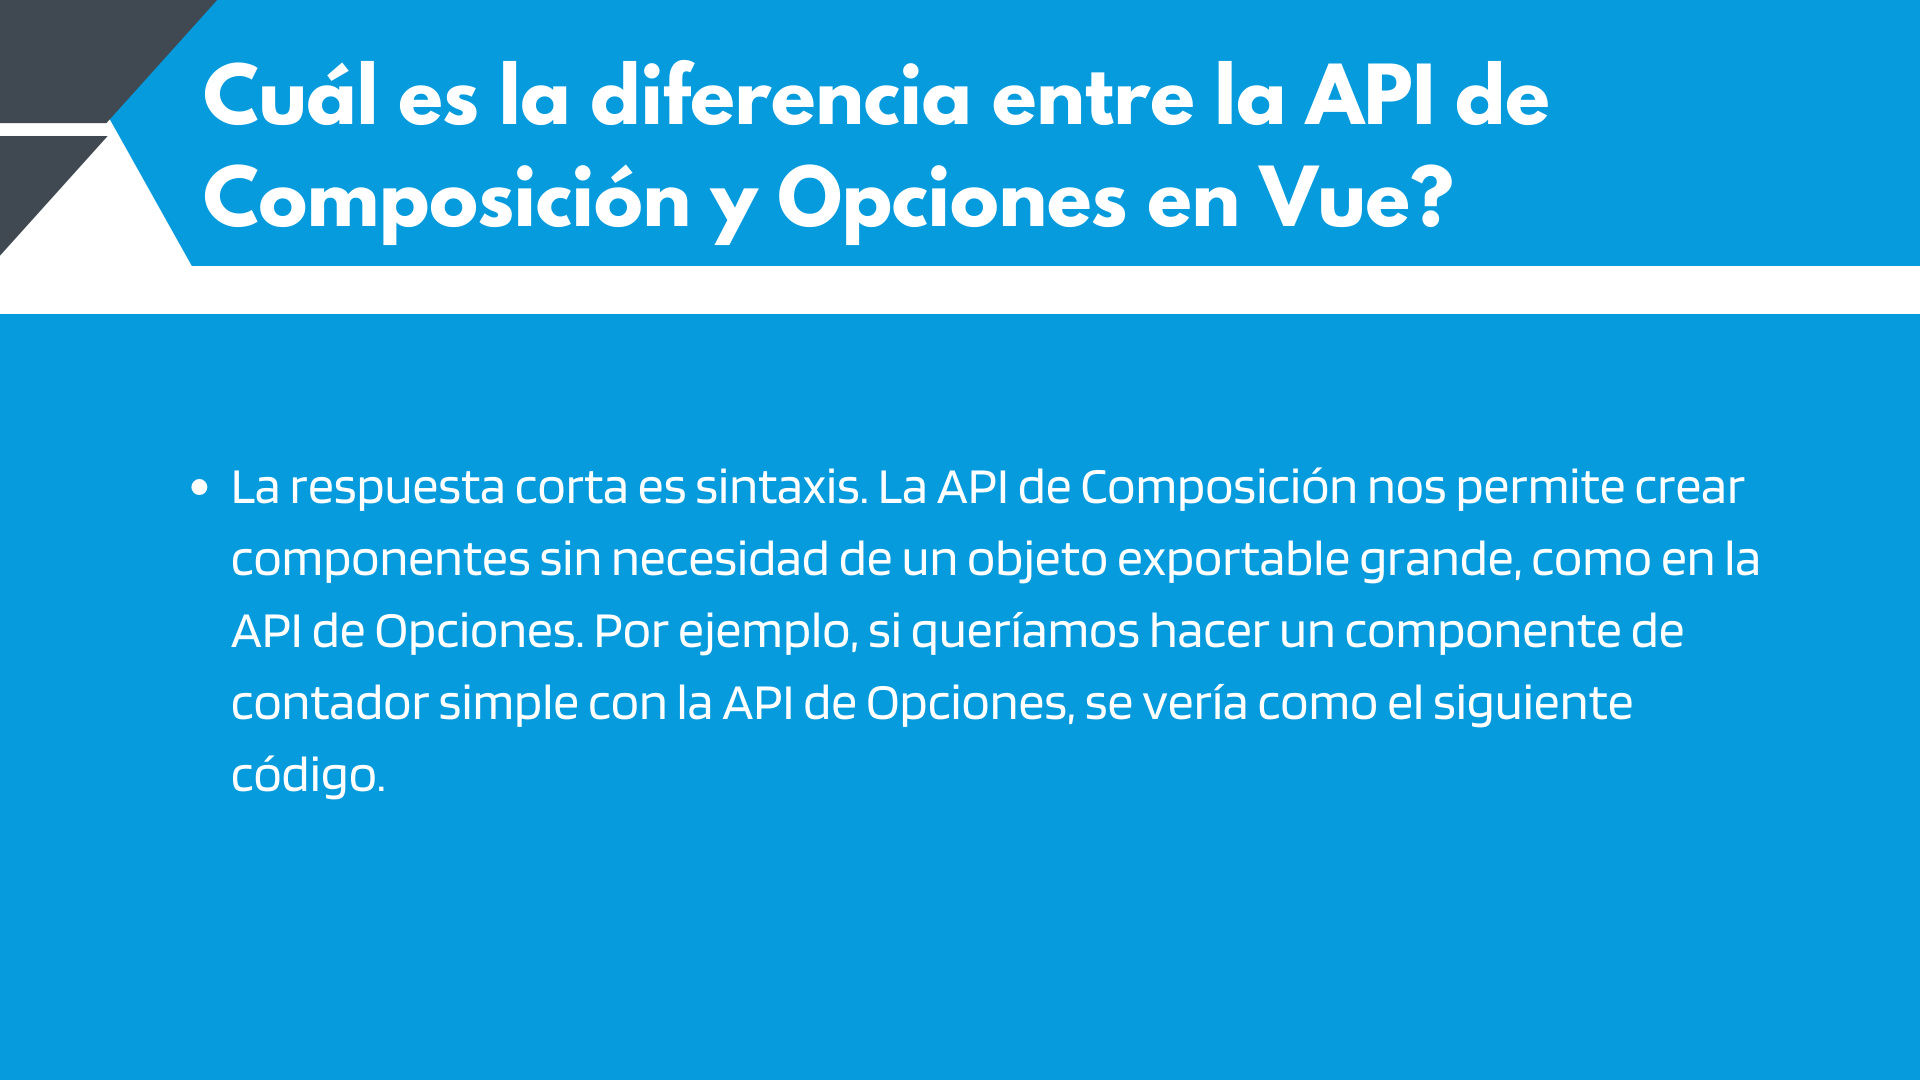 Cuál es la diferencia entre la API de
Composición y Opciones en Vue?
• La respuesta corta es sintaxis. La API de Composición nos permite crear
componentes sin necesidad de un objeto exportable grande, como en la
API de Opciones. Por ejemplo, si queríamos hacer un componente de
contador simple con la API de Opciones, se vería como el siguiente
código.